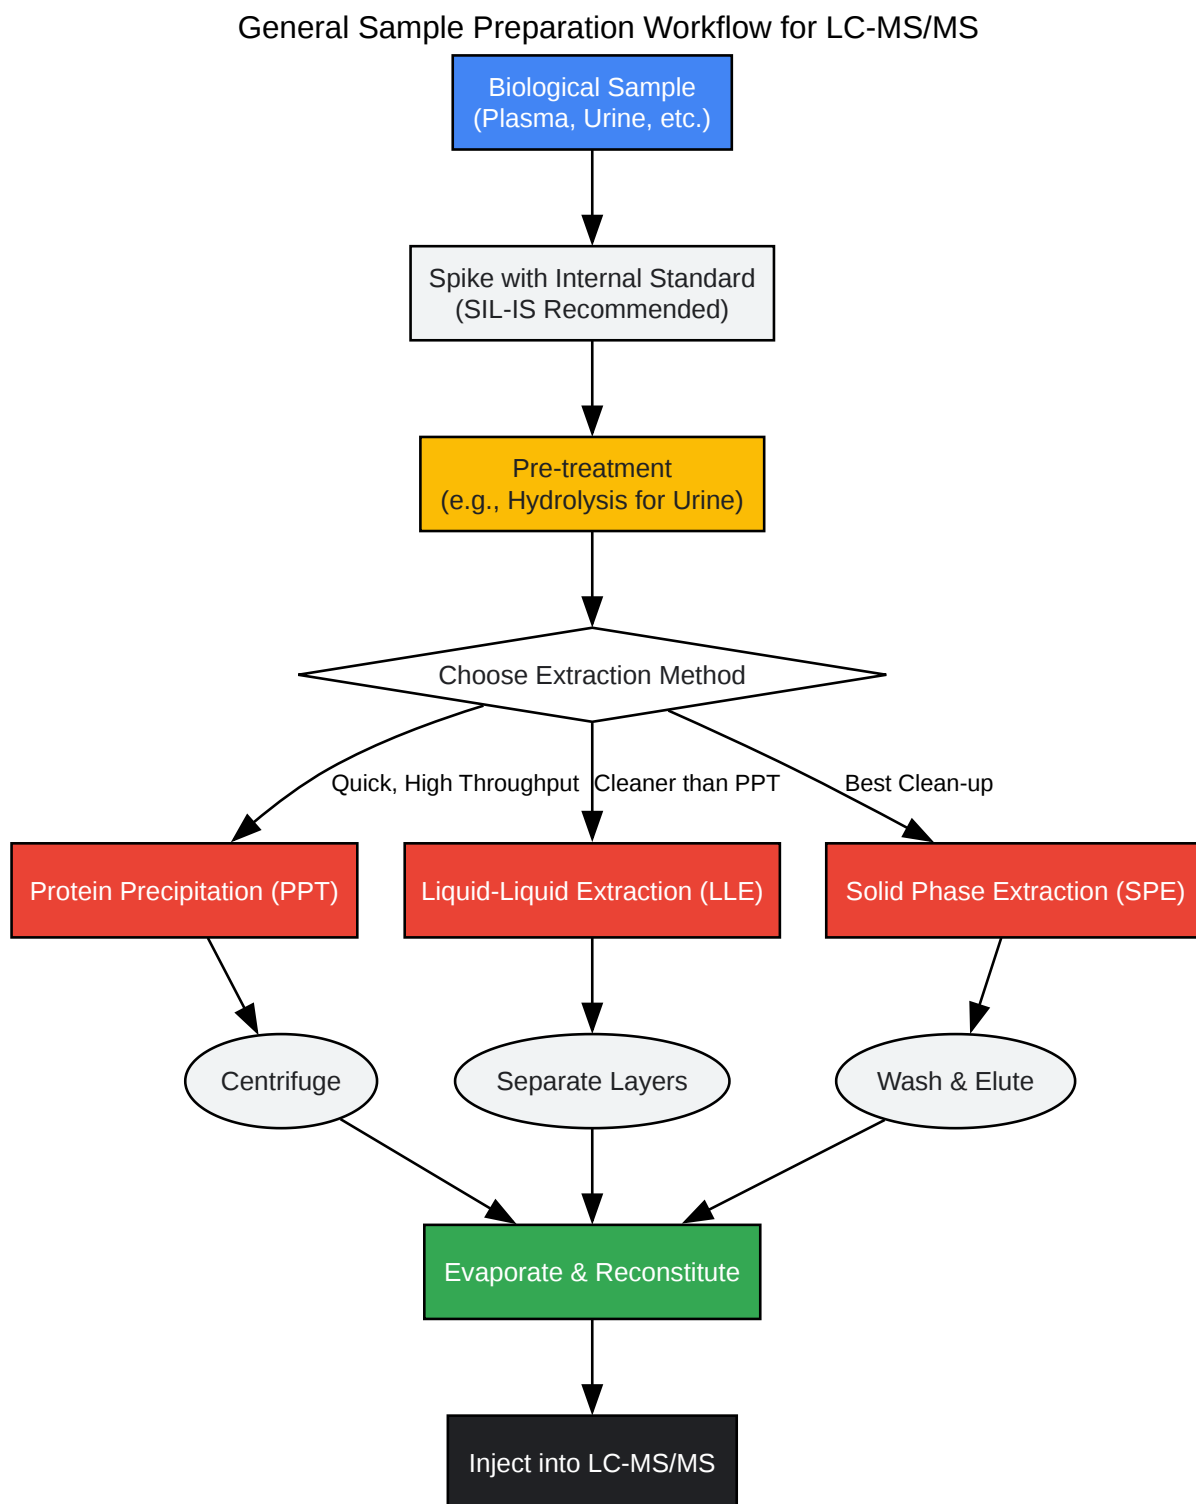 General Sample Preparation Workflow for LC-MS/MS
Biological Sample
(Plasma, Urine, etc.)
Spike with Internal Standard
(SIL-IS Recommended)
Pre-treatment
(e.g., Hydrolysis for Urine)
Choose Extraction Method
Quick, High Throughput
Cleaner than PPT
Best Clean-up
Protein Precipitation (PPT)
Liquid-Liquid Extraction (LLE)
Solid Phase Extraction (SPE)
Centrifuge
Separate Layers
Wash & Elute
Evaporate & Reconstitute
Inject into LC-MS/MS